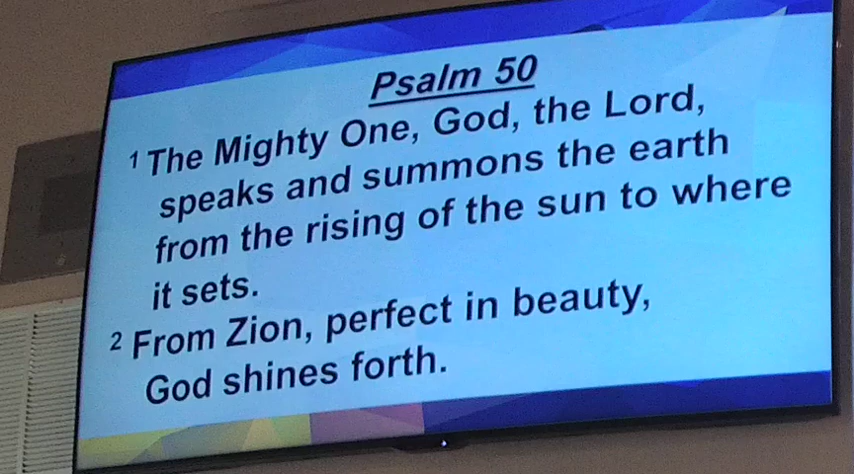 Psalm 50
1 The Mighty One, God, the Lord,
speaks and summons the earth
from the rising of the sun to where
it sets.
2 From Zion, perfect in beauty,
God shines forth.